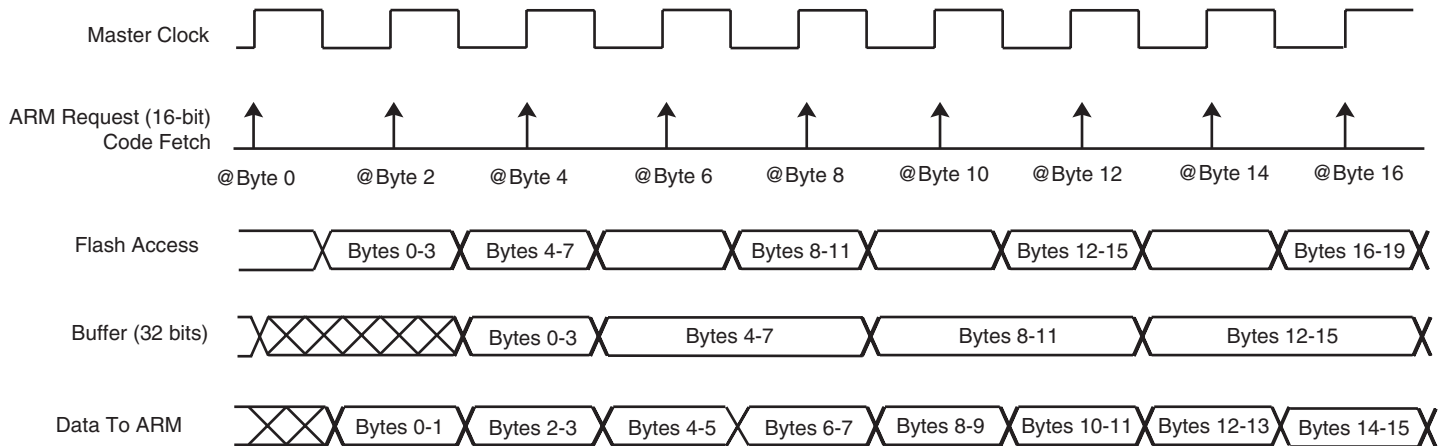 Master Clock
ARM Request (16-bit)
Code Fetch
@Byte 0 @Byte 2 @Byte 4 @Byte 6 @Byte 8 @Byte 10 @Byte 12 @Byte 14 @Byte 16
Flash Access Bytes 0-3 Bytes 4-7 Bytes 8-11 Bytes 12-15 Bytes 16-19
Buffer (32 bits) Bytes 0-3 Bytes 4-7 Bytes 8-11 Bytes 12-15
Data To ARM Bytes 0-1 Bytes 2-3 Bytes 4-5 Bytes 6-7 Bytes 8-9 Bytes 10-11 Bytes 12-13 Bytes 14-15